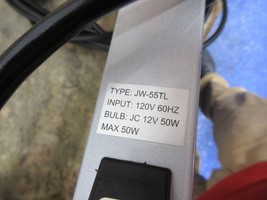 TYPE: JW-55TL
INPUT: 120V 60HZ
BULB: JC 12V 50W
MAX 50W